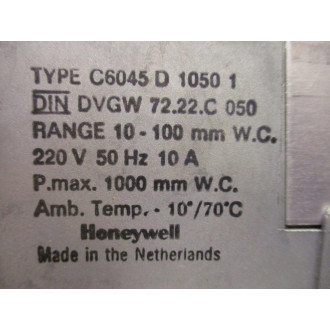 TYPE C6045 D 1050 1
DIN DVGW 72.22.C 050
RANGE 10 - 100 mm W.C.
220 V 50 Hz 10 A
P.max. 1000 mm W.C.
Amb. Temp. - 10°/70°C
Honeywell
Made in the Netherlands